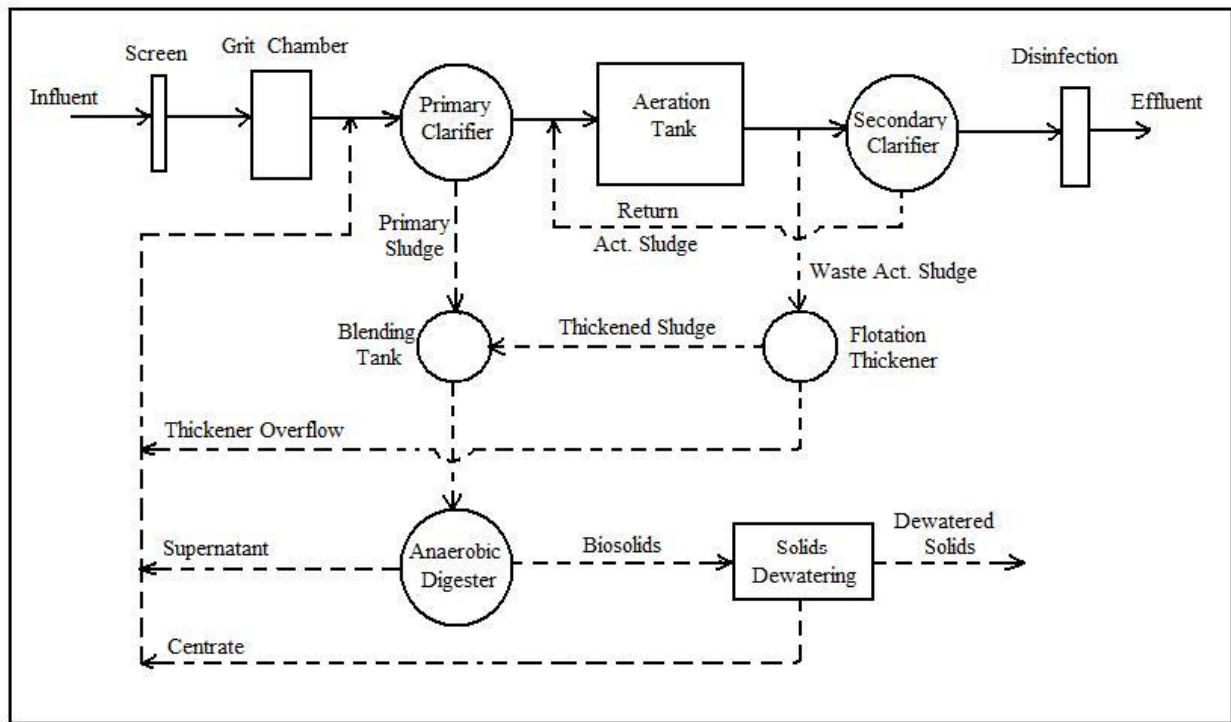 Influent
Screen
Grit Chamber
Primary
Clarifier
Aeration
Tank
Secondary
Clarifier
Disinfection
Effluent
Primary
Sludge
Return
Act. Sludge
Waste Act. Sludge
Blending
Tank
Thickened Sludge
Flotation
Thickener
Thickener Overflow
Supernatant
Anaerobic
Digester
Biosolids
Solids
Dewatering
Dewatered
Solids
Centrate